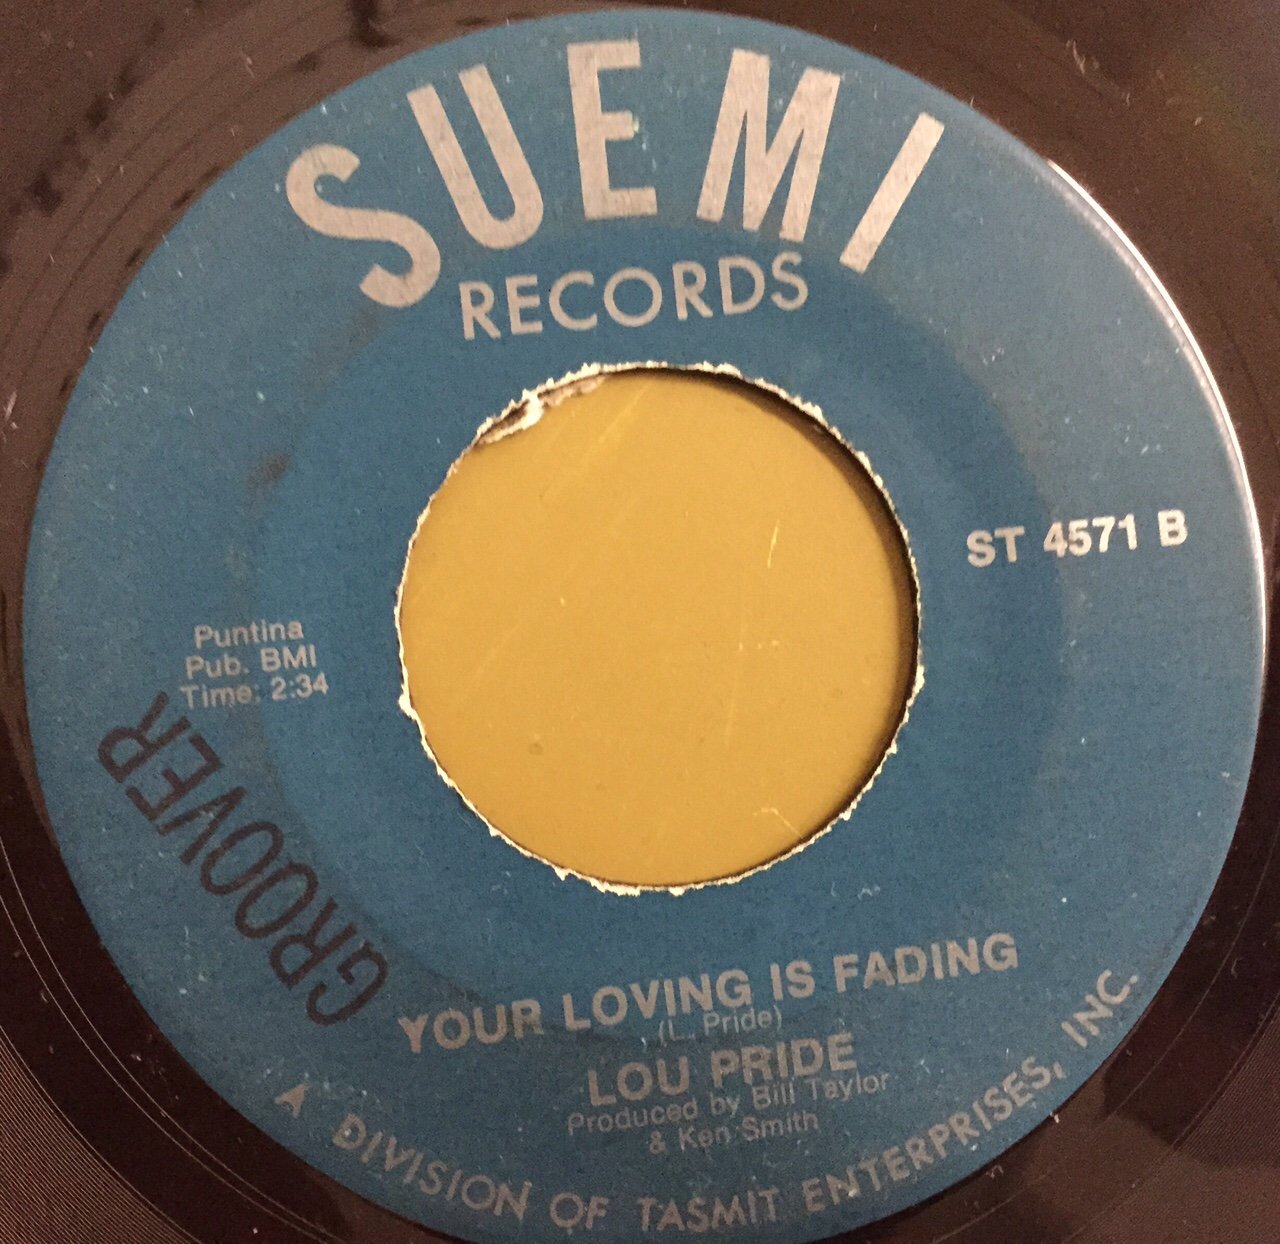 SUEMI
RECORDS
ST 4571 B
Puntina
Pub. BMI
Time: 2:34
GROOVER
YOUR LOVING IS FADING
(L. Pride)
LOU PRIDE
Produced by Bill Taylor
& Ken Smith
A DIVISION OF TASMIT ENTERPRISES, INC.